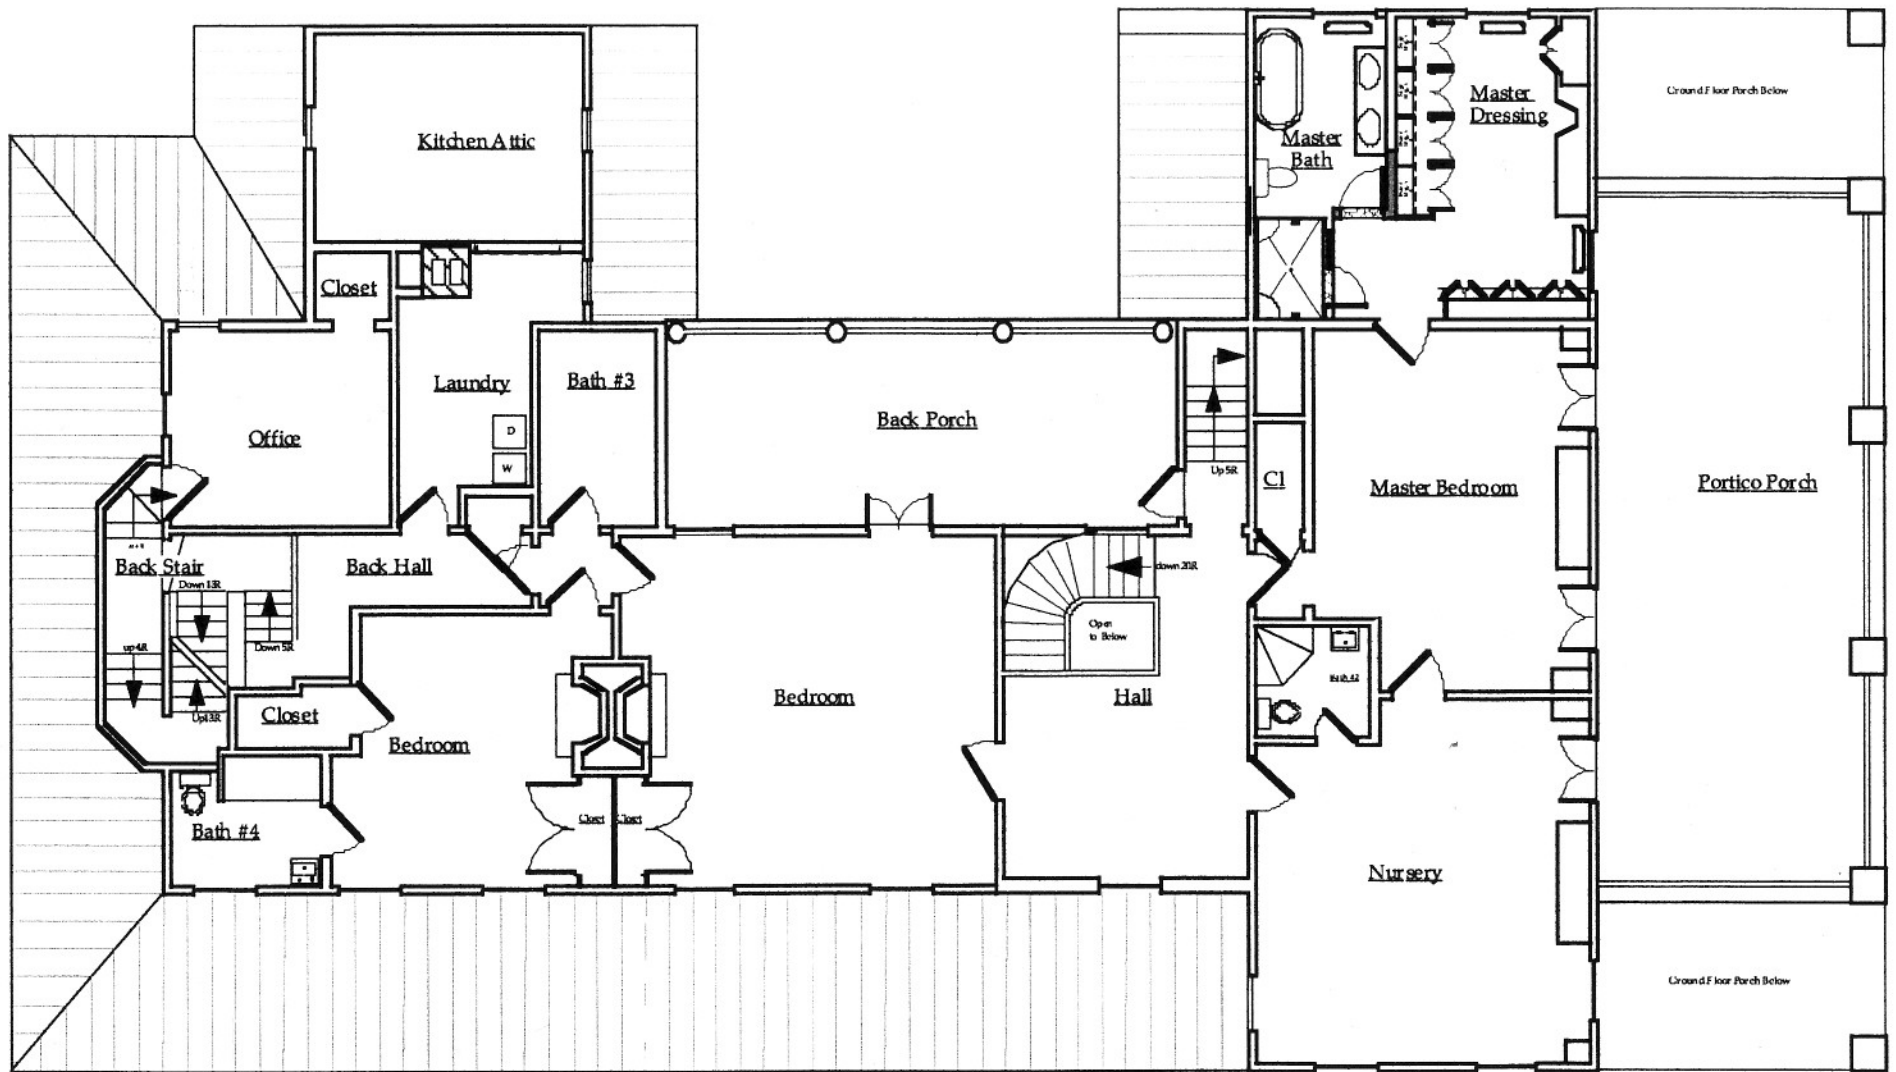 Ground Floor Porch Below
Kitchen Attic
Master
Dressing
Master
Bath
Closet
Laundry
Bath #3
Office
D
W
Back Porch
Up 5R
Cl
Master Bedroom
Portico Porch
Back Stair
Back Hall
Down 13R
down 20R
Open
to Below
up 4R
Down 5R
Up13R
Closet
Bedroom
Bedroom
Hall
Closet
Closet
Bath #4
Nursery
Ground Floor Porch Below